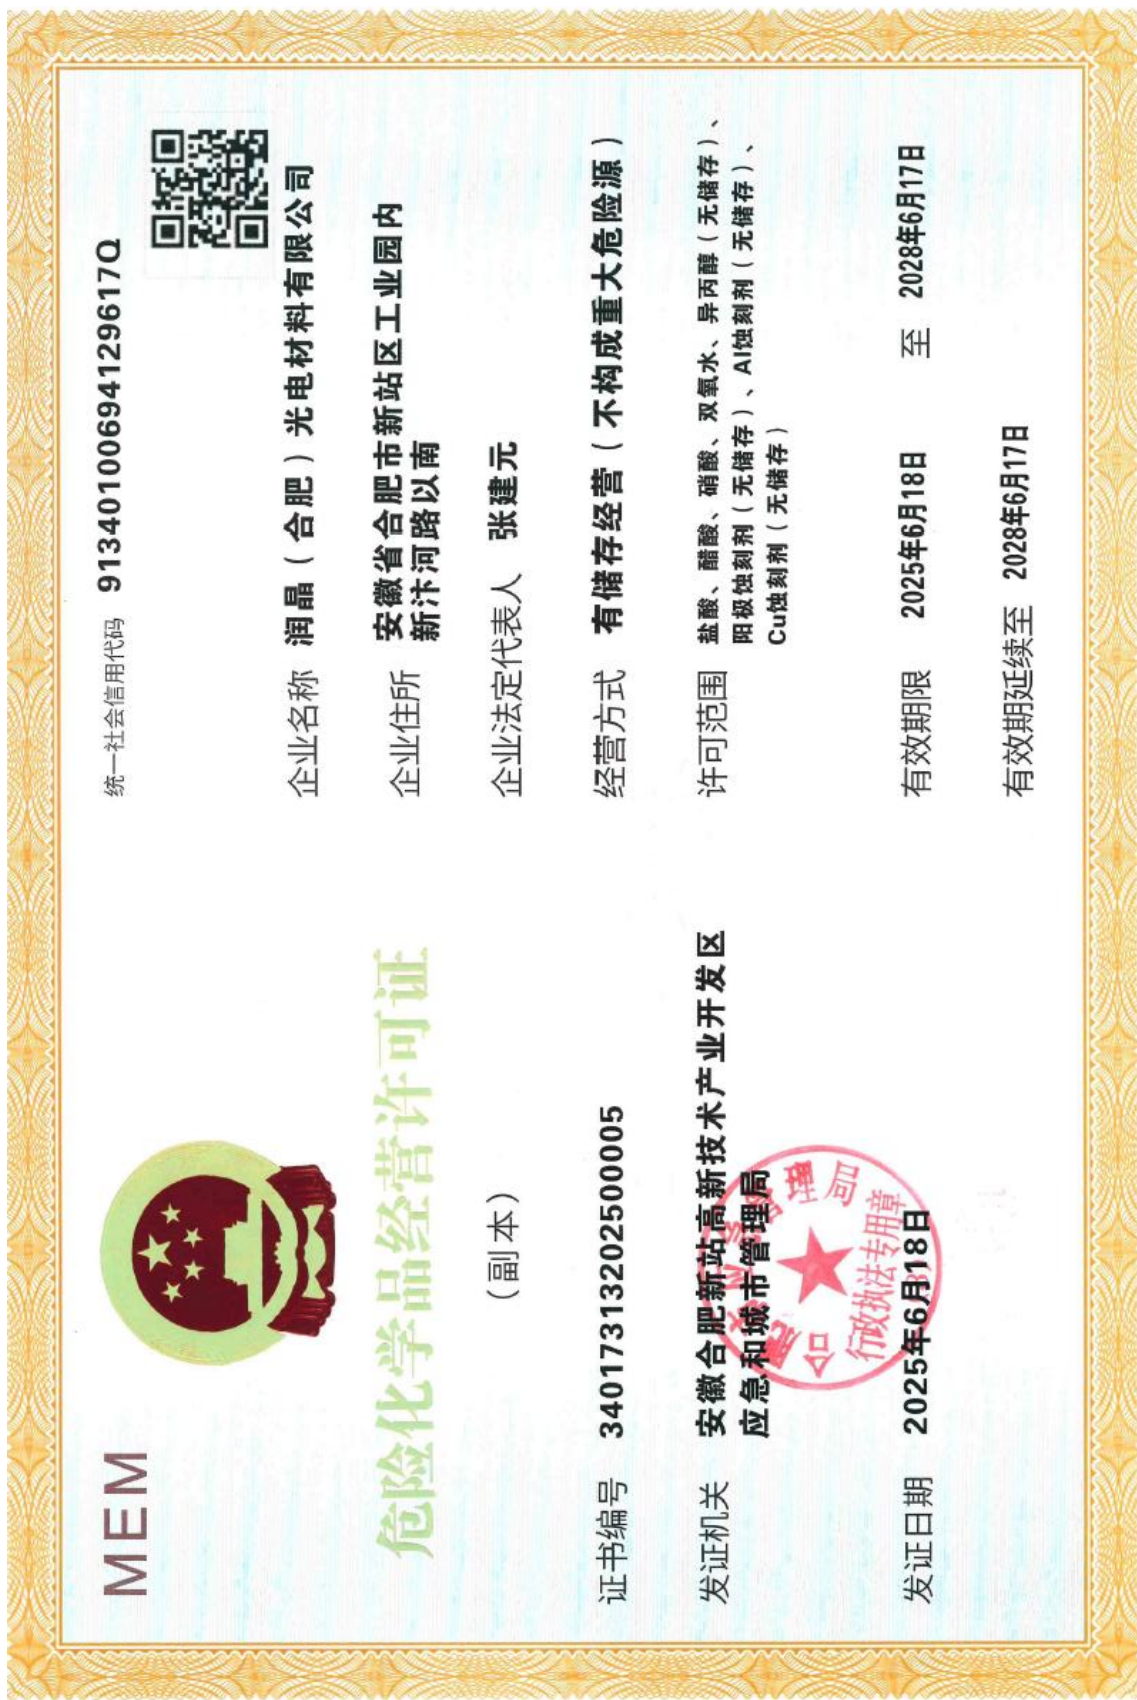 MEM
危险化学品经营许可证
（副本）
证书编号 34017313202500005
发证机关 安徽合肥新站高新技术产业开发区
应急和城市管理局
发证日期 2025年6月18日
行政执法专用章
统一社会信用代码 91340100694129617Q
企业名称 润晶（合肥）光电材料有限公司
企业住所 安徽省合肥市新站区工业园内
新汴河路以南
企业法定代表人 张建元
经营方式 有储存经营（不构成重大危险源）
许可范围 盐酸、醋酸、硝酸、双氧水、异丙醇（无储存）、
阳极蚀刻剂（无储存）、Al蚀刻剂（无储存）、
Cu蚀刻剂（无储存）
有效期限 2025年6月18日 至 2028年6月17日
有效期延续至 2028年6月17日